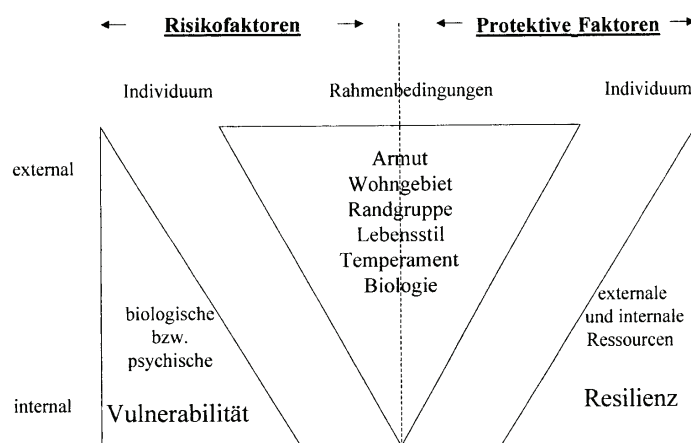 Risikofaktoren Protektive Faktoren
Individuum Rahmenbedingungen Individuum
external
Armut
Wohngebiet
Randgruppe
Lebensstil
Temperament
Biologie
biologische
bzw.
psychische
externale
und internale
Ressourcen
internal
Vulnerabilität
Resilienz